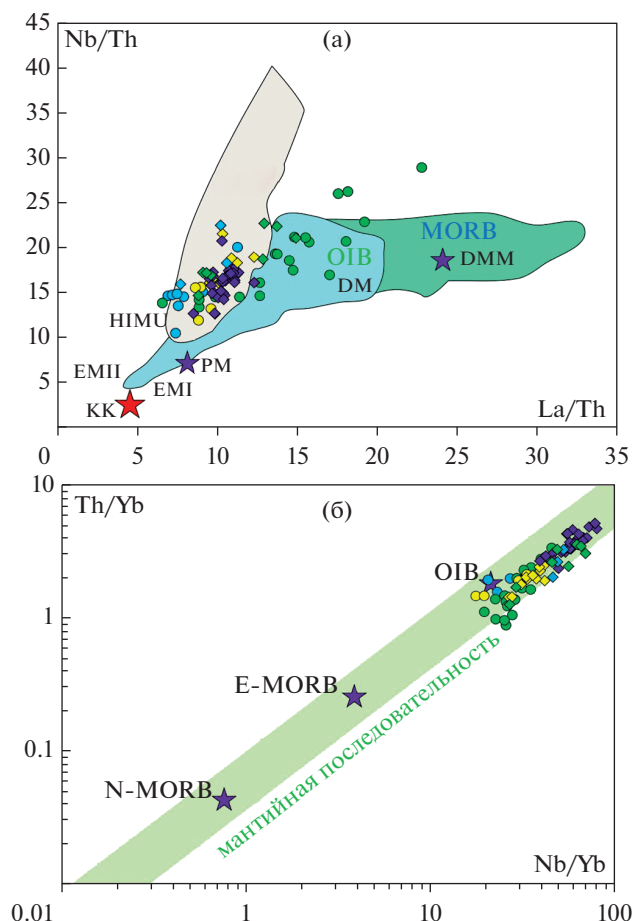 Nb/Th
(а)
45
40
35
30
25
20
15
10
5
MORB
OIB
DMM
DM
HIMU
EMII
PM
EMI
KK
La/Th
0 5 10 15 20 25 30 35
(б)
Th/Yb
10
1
0.1
0.01
OIB
E-MORB
N-MORB
мантийная последовательность
Nb/Yb
1 10 100